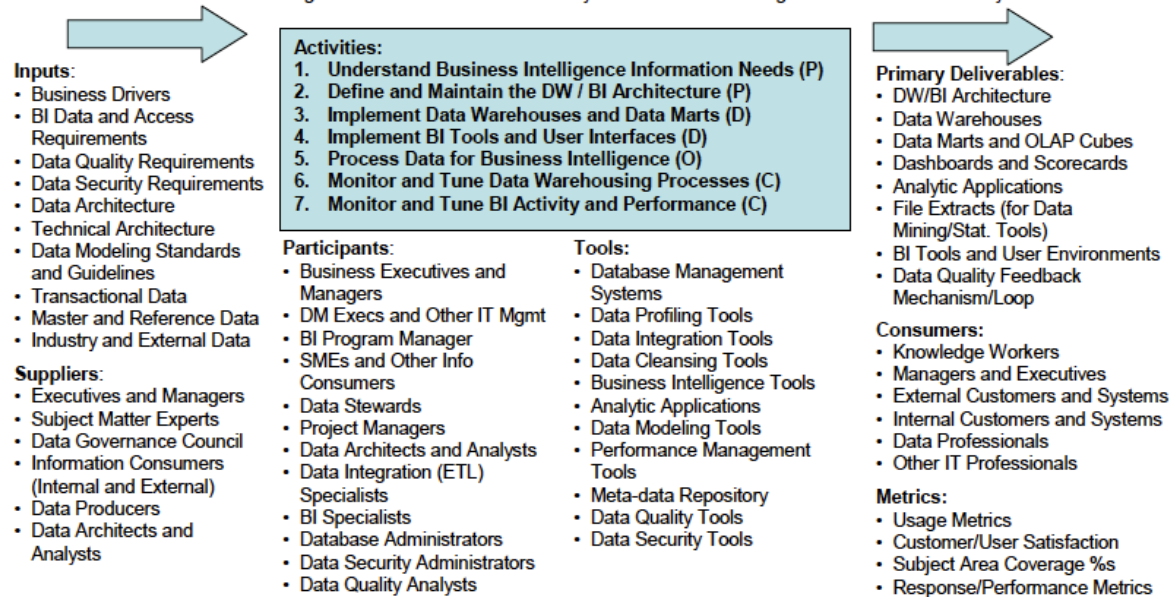 Inputs:
• Business Drivers
• BI Data and Access
Requirements
• Data Quality Requirements
• Data Security Requirements
• Data Architecture
• Technical Architecture
• Data Modeling Standards
and Guidelines
• Transactional Data
• Master and Reference Data
• Industry and External Data
Suppliers:
• Executives and Managers
• Subject Matter Experts
• Data Governance Council
• Information Consumers
(Internal and External)
• Data Producers
• Data Architects and
Analysts
Activities:
1. Understand Business Intelligence Information Needs (P)
2. Define and Maintain the DW / BI Architecture (P)
3. Implement Data Warehouses and Data Marts (D)
4. Implement BI Tools and User Interfaces (D)
5. Process Data for Business Intelligence (O)
6. Monitor and Tune Data Warehousing Processes (C)
7. Monitor and Tune BI Activity and Performance (C)
Participants:
• Business Executives and
Managers
• DM Execs and Other IT Mgmt
• BI Program Manager
• SMEs and Other Info
Consumers
• Data Stewards
• Project Managers
• Data Architects and Analysts
• Data Integration (ETL)
Specialists
• BI Specialists
• Database Administrators
• Data Security Administrators
• Data Quality Analysts
Tools:
• Database Management
Systems
• Data Profiling Tools
• Data Integration Tools
• Data Cleansing Tools
• Business Intelligence Tools
• Analytic Applications
• Data Modeling Tools
• Performance Management
Tools
• Meta-data Repository
• Data Quality Tools
• Data Security Tools
Primary Deliverables:
• DW/BI Architecture
• Data Warehouses
• Data Marts and OLAP Cubes
• Dashboards and Scorecards
• Analytic Applications
• File Extracts (for Data
Mining/Stat. Tools)
• BI Tools and User Environments
• Data Quality Feedback
Mechanism/Loop
Consumers:
• Knowledge Workers
• Managers and Executives
• External Customers and Systems
• Internal Customers and Systems
• Data Professionals
• Other IT Professionals
Metrics:
• Usage Metrics
• Customer/User Satisfaction
• Subject Area Coverage %s
• Response/Performance Metrics